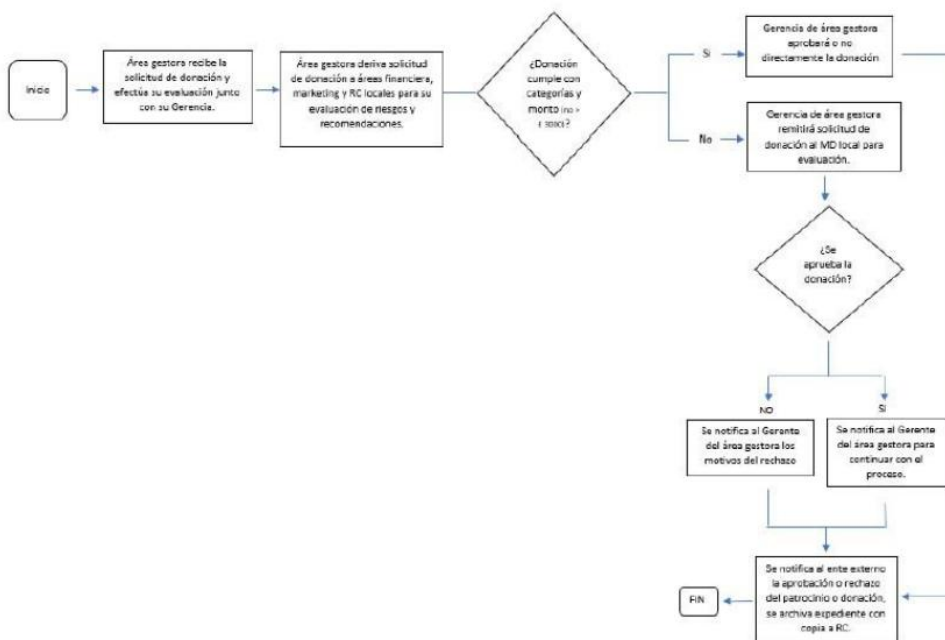 Inicio
Área gestora recibe la
solicitud de donación y
efectúa su evaluación junto
con su Gerencia.
Área gestora deriva solicitud
de donación a áreas financiera,
marketing y RC locales para su
evaluación de riesgos y
recomendaciones.
¿Donación
cumple con
categorías y
monto (no >
3000)?
Si
Gerencia de área gestora
aprobará o no
directamente la donación
No
Gerencia de área gestora
remitirá solicitud de
donación al MD local para
evaluación.
¿Se
aprueba la
donación?
NO
Se notifica al Gerente
del área gestora los
motivos del rechazo
SI
Se notifica al Gerente
del área gestora para
continuar con el
proceso.
Se notifica al ente externo
la aprobación o rechazo
del patrocinio o donación,
se archiva expediente con
copia a RC.
FIN